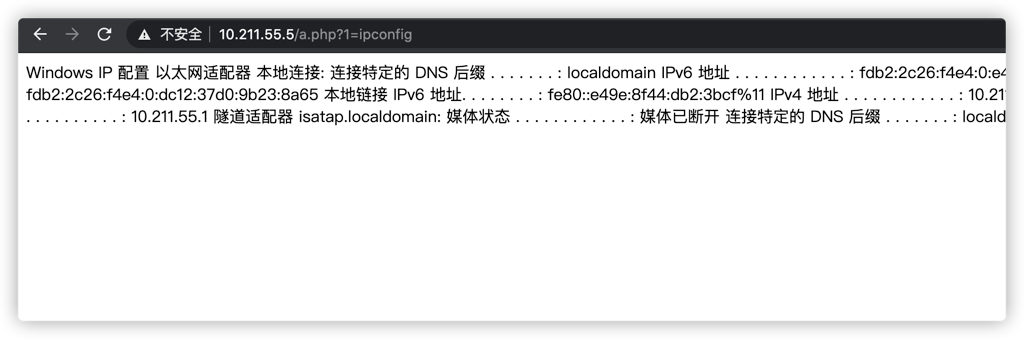 不安全 10.211.55.5/a.php?1=ipconfig
Windows IP 配置 以太网适配器 本地连接: 连接特定的 DNS 后缀 . . . . . . . : localdomain IPv6 地址 . . . . . . . . . . . . : fdb2:2c26:f4e4:0:e4
fdb2:2c26:f4e4:0:dc12:37d0:9b23:8a65 本地链接 IPv6 地址. . . . . . . . : fe80::e49e:8f44:db2:3bcf%11 IPv4 地址 . . . . . . . . . . . . : 10.21
. . . . . . . . . . : 10.211.55.1 隧道适配器 isatap.localdomain: 媒体状态 . . . . . . . . . . . . : 媒体已断开 连接特定的 DNS 后缀 . . . . . . . : locald